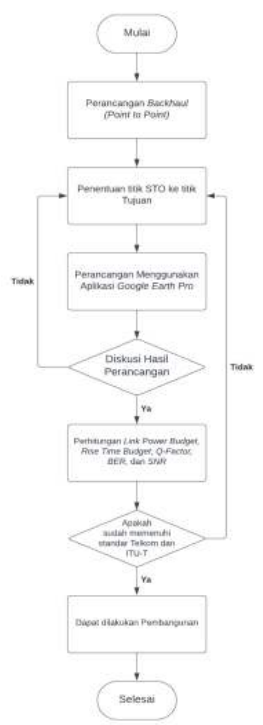 Mulai
Perancangan Backhaul
(Point to Point)
Penentuan titik STO ke titik
Tujuan
Perancangan Menggunakan
Aplikasi Google Earth Pro
Tidak
Tidak
Diskusi Hasil
Perancangan
Ya
Perhitungan Link Power Budget,
Rise Time Budget, Q-Factor,
BER, dan SNR
Apakah
sudah memenuhi
standar Telkom dan
ITU-T
Ya
Dapat dilakukan Pembangunan
Selesai